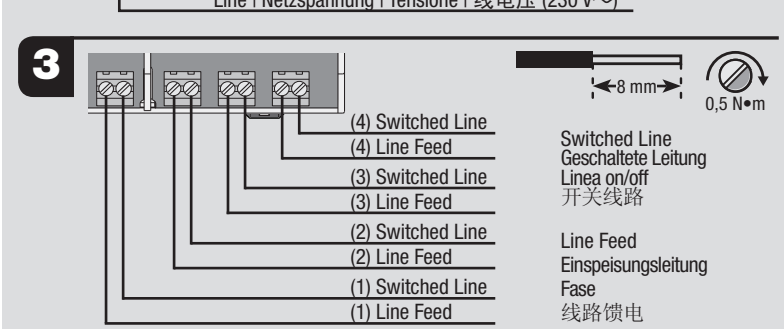 Line | Netzspannung | Tensione | 线电压 (230 V~)
3
8 mm
0,5 N•m
(4) Switched Line
(4) Line Feed
(3) Switched Line
(3) Line Feed
(2) Switched Line
(2) Line Feed
(1) Switched Line
(1) Line Feed
Switched Line
Geschaltete Leitung
Linea on/off
开关线路
Line Feed
Einspeisungsleitung
Fase
线路馈电